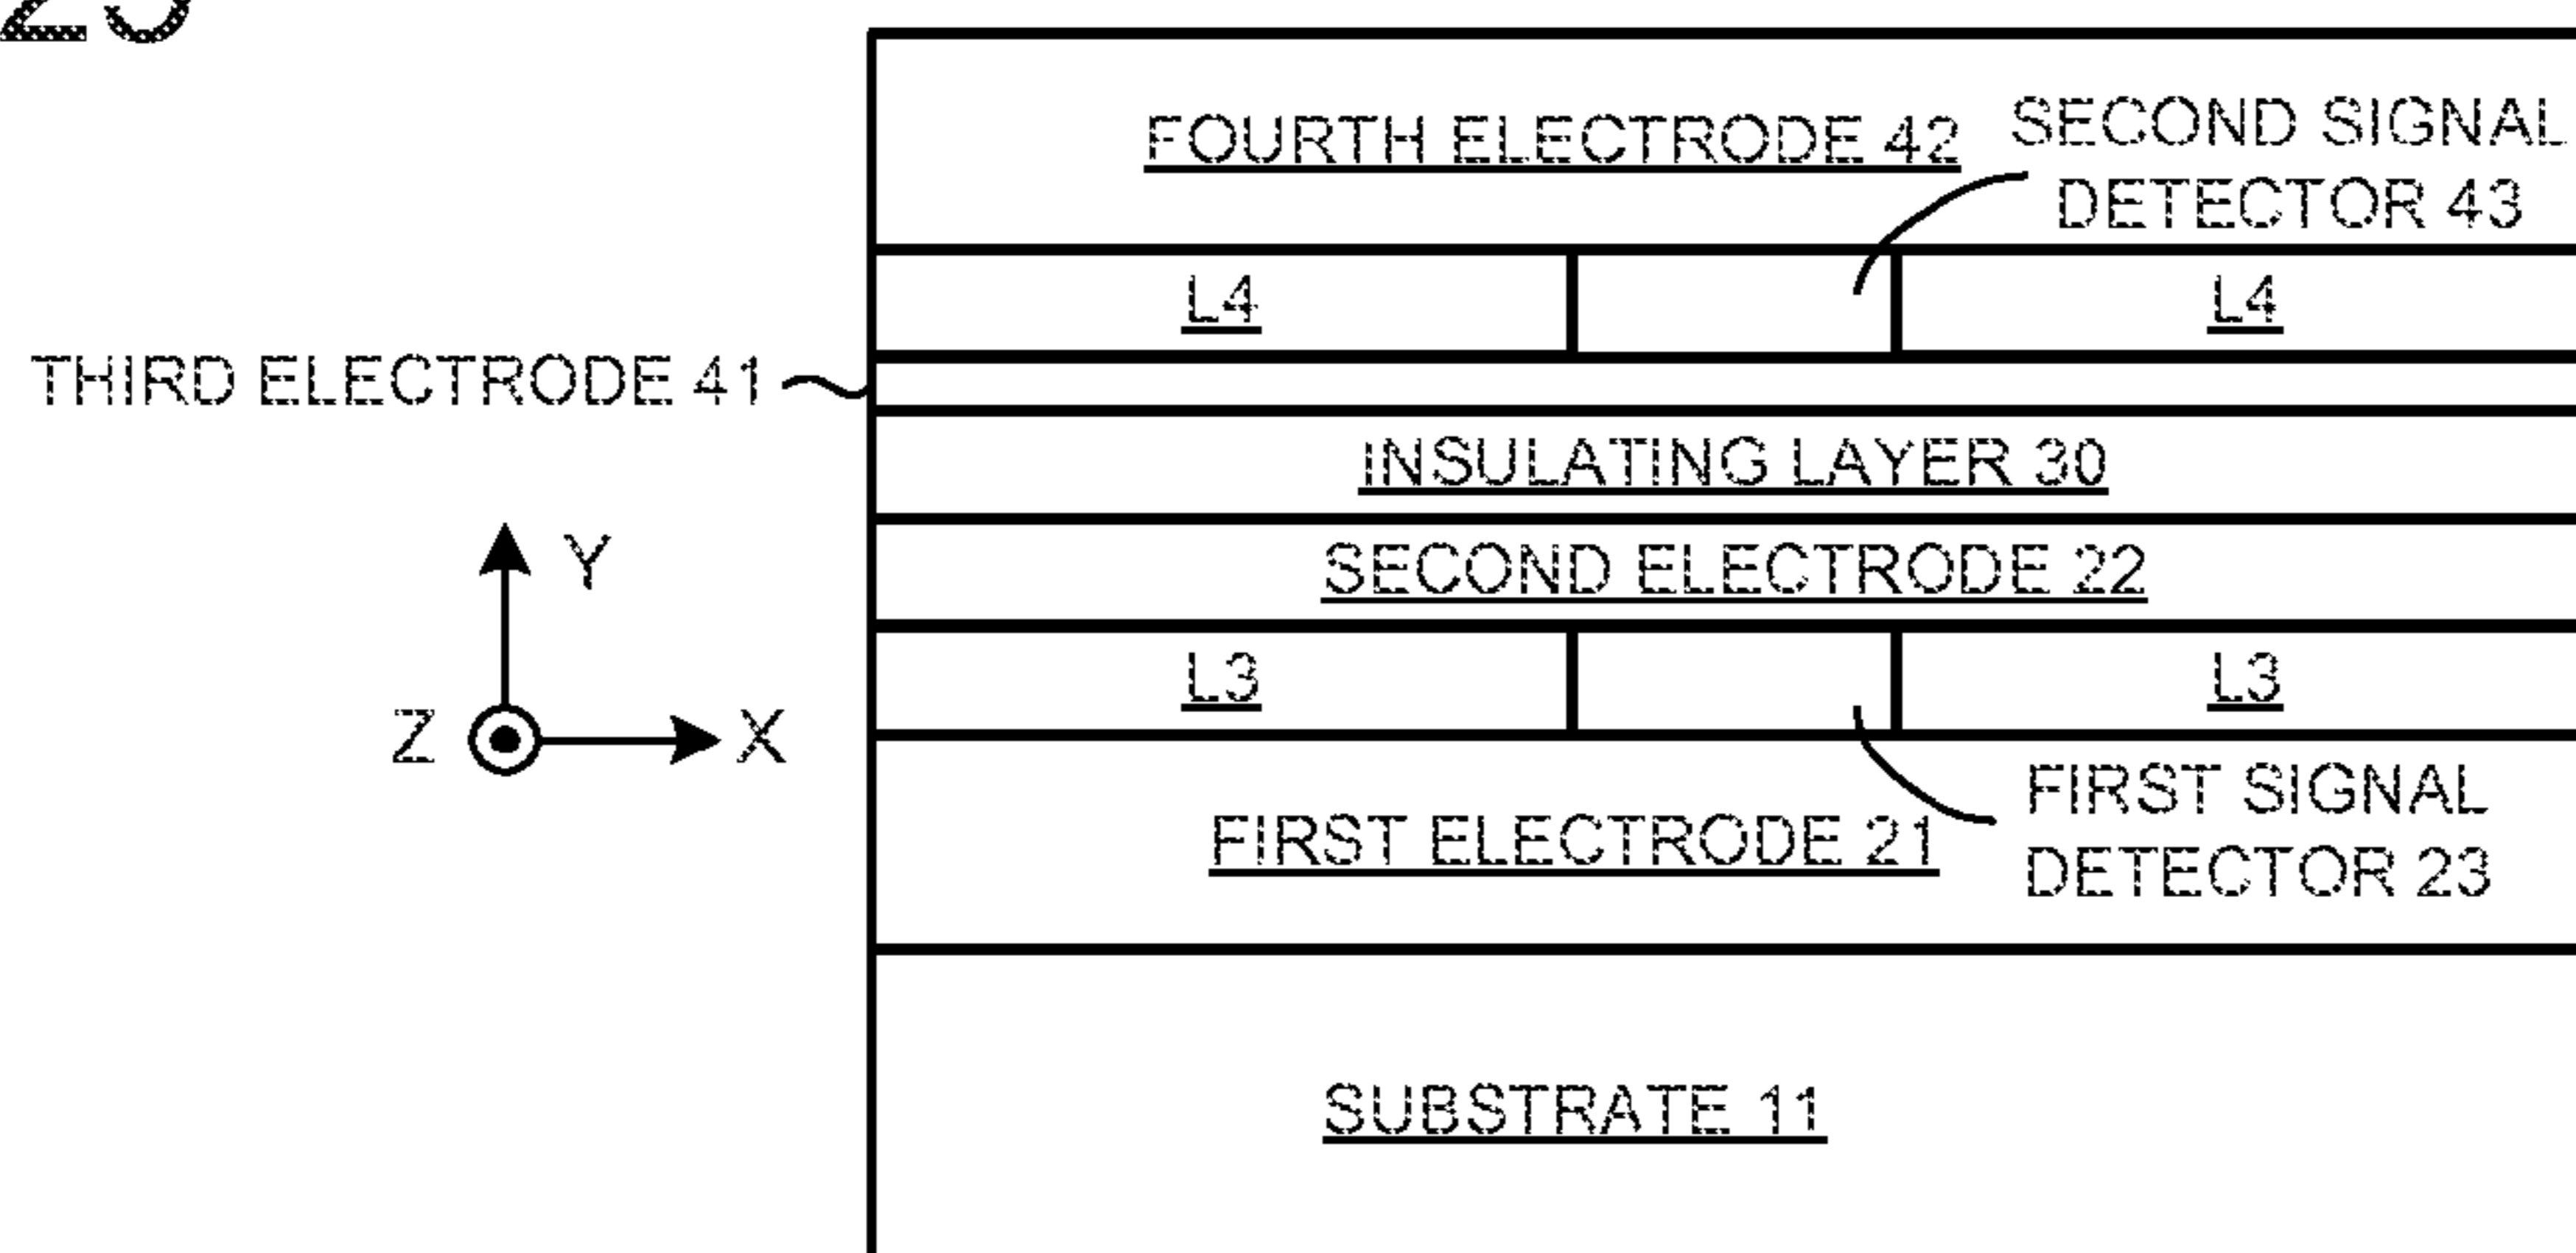 FOURTH ELECTRODE 42
SECOND SIGNAL
DETECTOR 43
L4
L4
THIRD ELECTRODE 41
INSULATING LAYER 30
SECOND ELECTRODE 22
Y
L3
L3
Z
X
FIRST SIGNAL
DETECTOR 23
FIRST ELECTRODE 21
SUBSTRATE 11